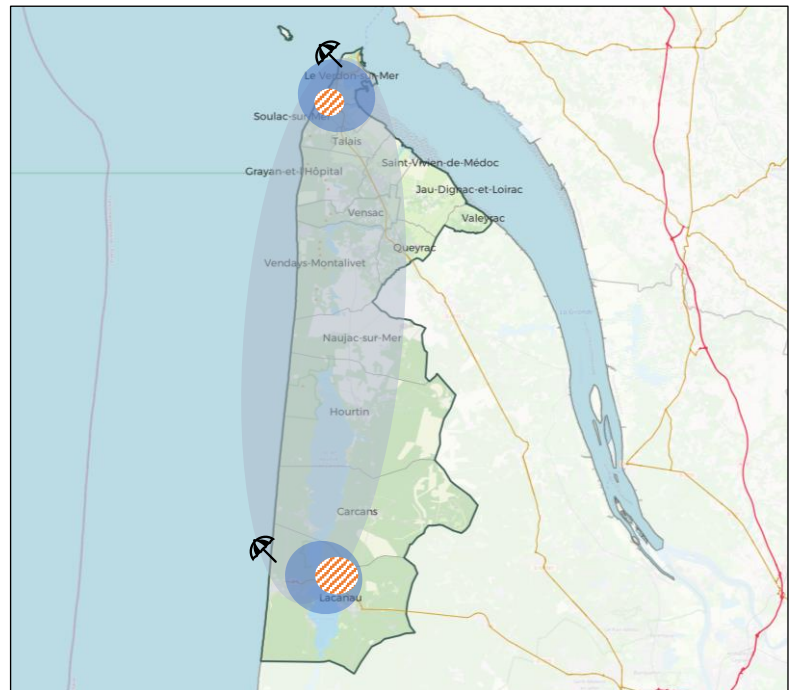 Le Verdon-sur-Mer
Soulac-sur-Mer
Talais
Saint-Vivien-de-Médoc
Grayan-et-l'Hôpital
Jau-Dignac-et-Loirac
Vensac
Valeyrac
Queyrac
Vendays-Montalivet
Naujac-sur-Mer
Hourtin
Carcans
Lacanau